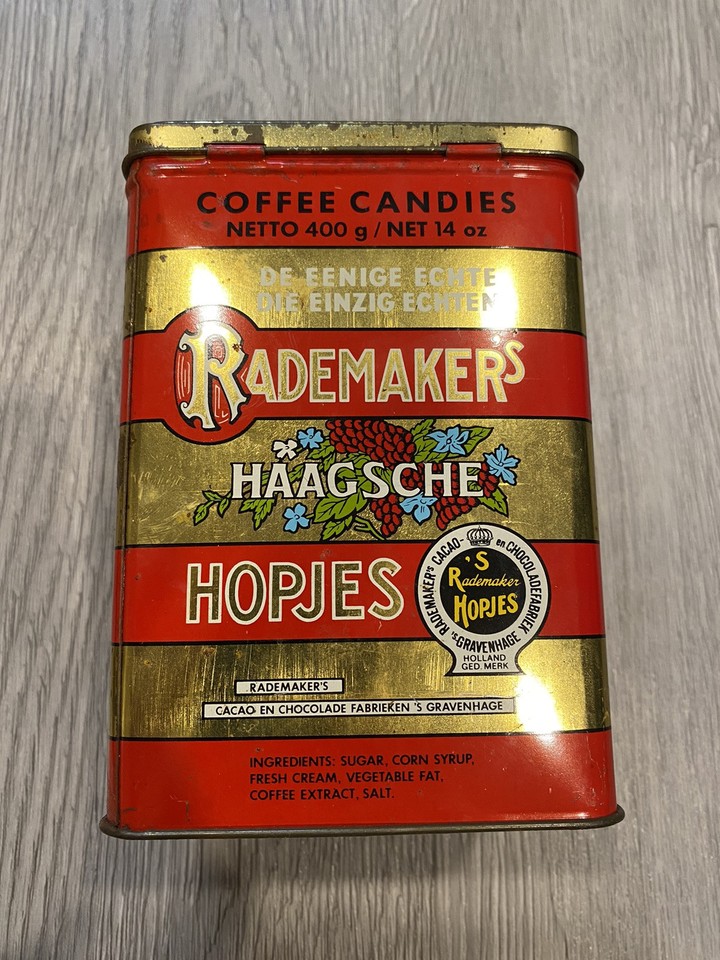 COFFEE CANDIES
NETTO 400 g / NET 14 oz
DE EENIGE ECHTE
DIE EINZIG ECHTEN
RADEMAKERS
HAAGSCHE
HOPJES
RADEMAKER'S CACAO- en CHOCOLADEFABRIEK
'S GRAVENHAGE
HOLLAND
GED. MERK
'S
Rademaker
HOPJES
RADEMAKER'S
CACAO EN CHOCOLADE FABRIEKEN 'S GRAVENHAGE
INGREDIENTS: SUGAR, CORN SYRUP,
FRESH CREAM, VEGETABLE FAT,
COFFEE EXTRACT, SALT.